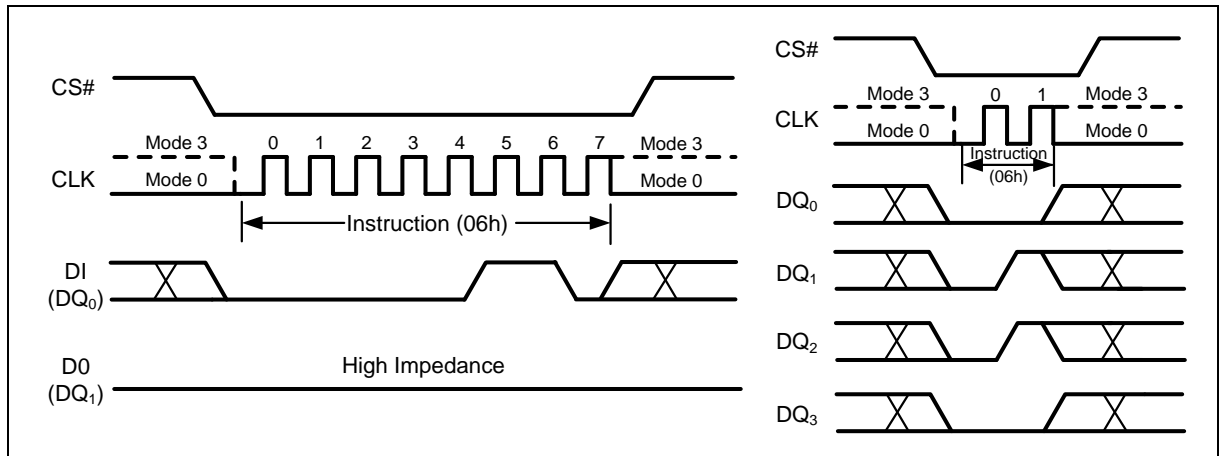 CS#
Mode 3 0 1 2 3 4 5 6 7 Mode 3
CLK
Mode 0 Mode 0
Instruction (06h)
DI
(DQ0)
D0
(DQ1)
High Impedance
CS#
Mode 3 0 1 Mode 3
CLK
Mode 0 Mode 0
Instruction
(06h)
DQ0
DQ1
DQ2
DQ3